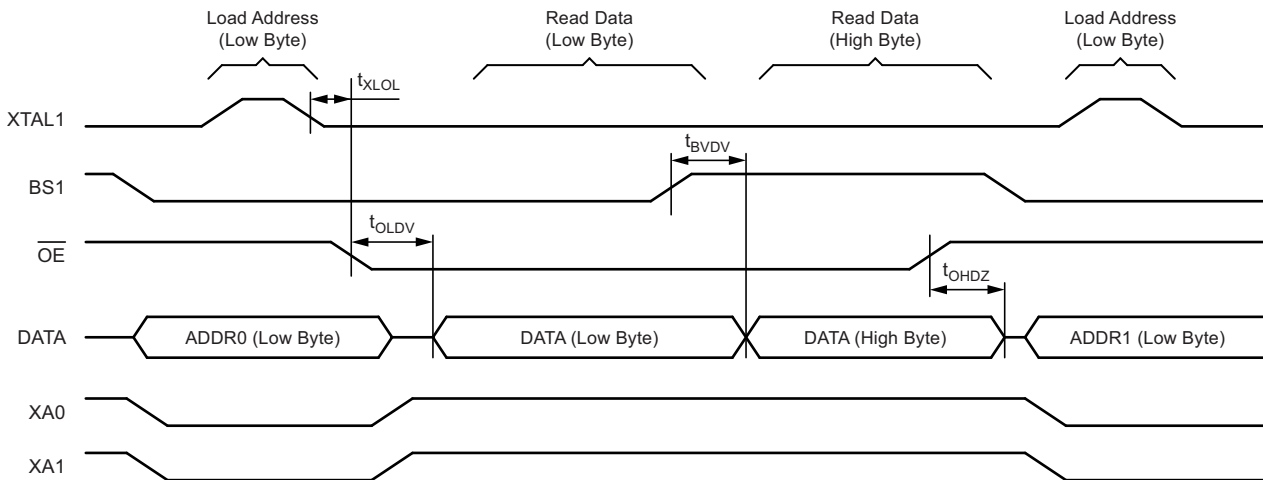 Load Address
(Low Byte)
Read Data
(Low Byte)
Read Data
(High Byte)
Load Address
(Low Byte)
tXLOL
XTAL1
tBVDV
BS1
tOLDV
OE
tOHDZ
DATA
ADDR0 (Low Byte)
DATA (Low Byte)
DATA (High Byte)
ADDR1 (Low Byte)
XA0
XA1